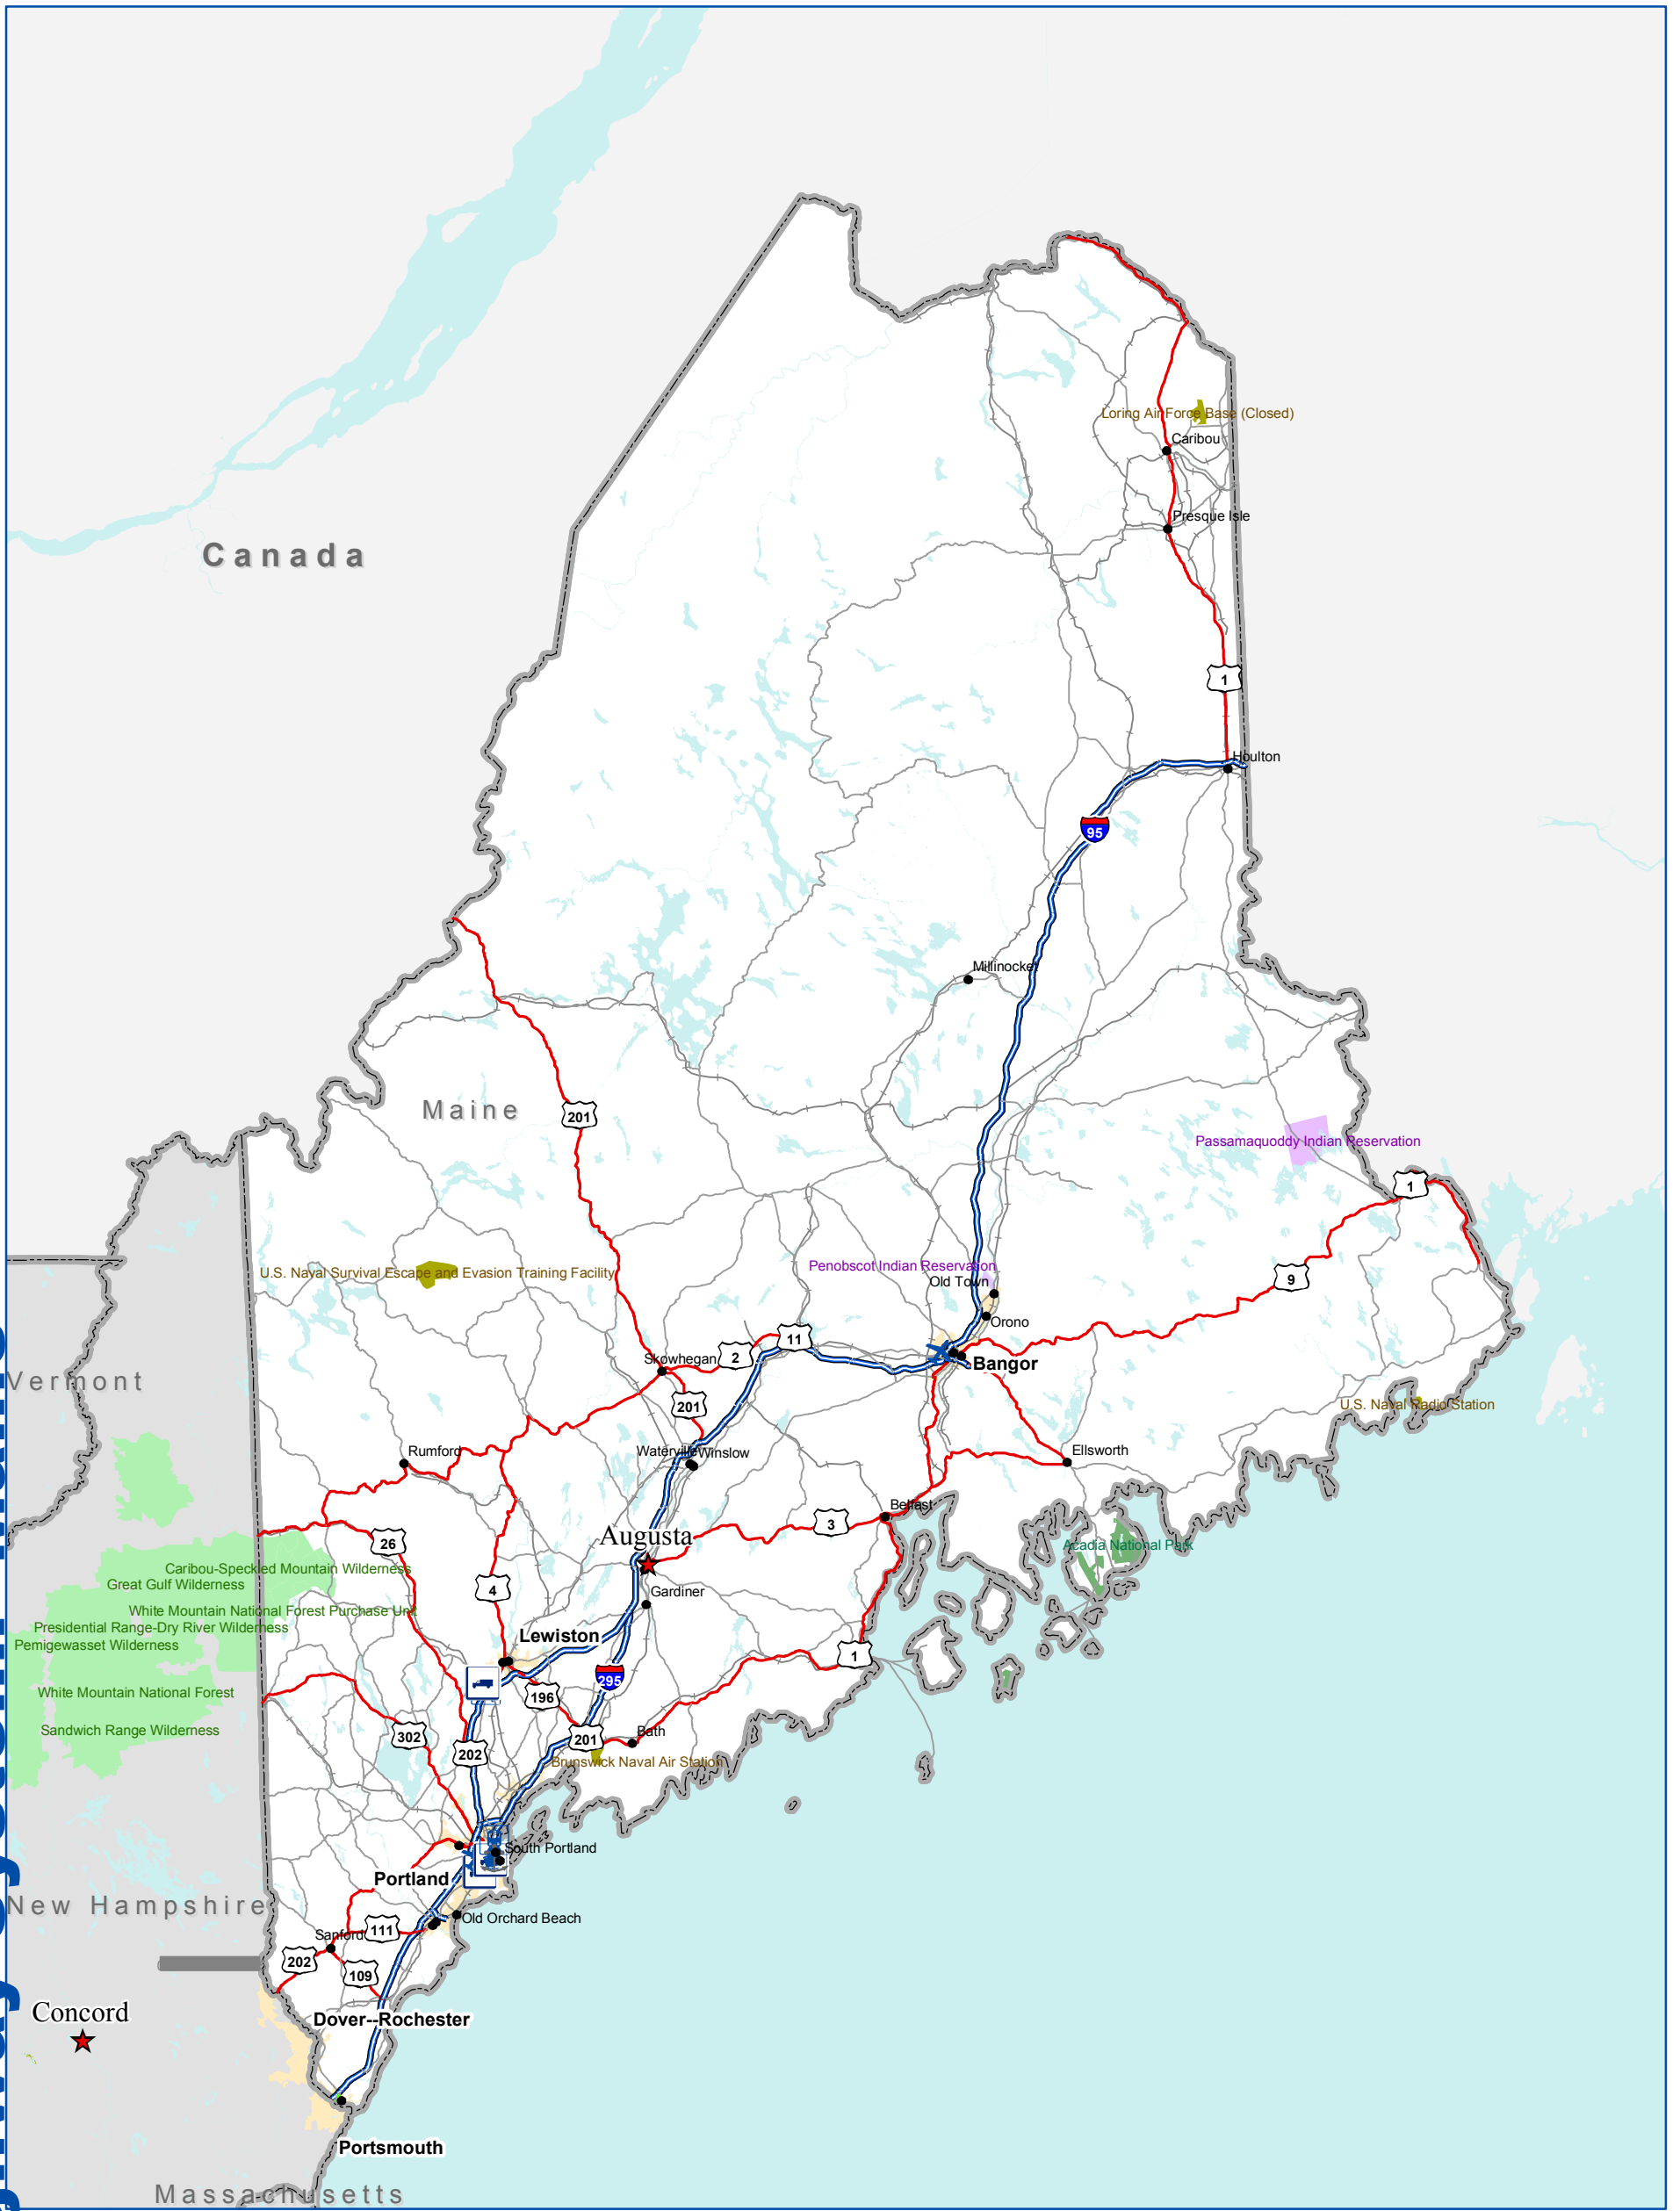 Loring Air Force Base (Closed)
Caribou
Presque Isle
Canada
1
Houlton
95
Millinocket
Maine
201
Passamaquoddy Indian Reservation
1
Penobscot Indian Reservation
U.S. Naval Survival Escape and Evasion Training Facility
Old Town
9
Orono
11
2
Skowhegan
Bangor
Vermont
201
U.S. Naval Radio Station
Rumford
Waterville
Winslow
Ellsworth
Belfast
3
Augusta
26
Acadia National Park
Caribou-Speckled Mountain Wilderness
Great Gulf Wilderness
4
Gardiner
White Mountain National Forest Purchase Unit
Presidential Range-Dry River Wilderness
Lewiston
Pemigewasset Wilderness
1
295
White Mountain National Forest
196
Sandwich Range Wilderness
302
Bath
201
202
Brunswick Naval Air Station
South Portland
Portland
New Hampshire
Old Orchard Beach
111
Sanford
202
109
Concord
Dover--Rochester
Portsmouth
Massachusetts